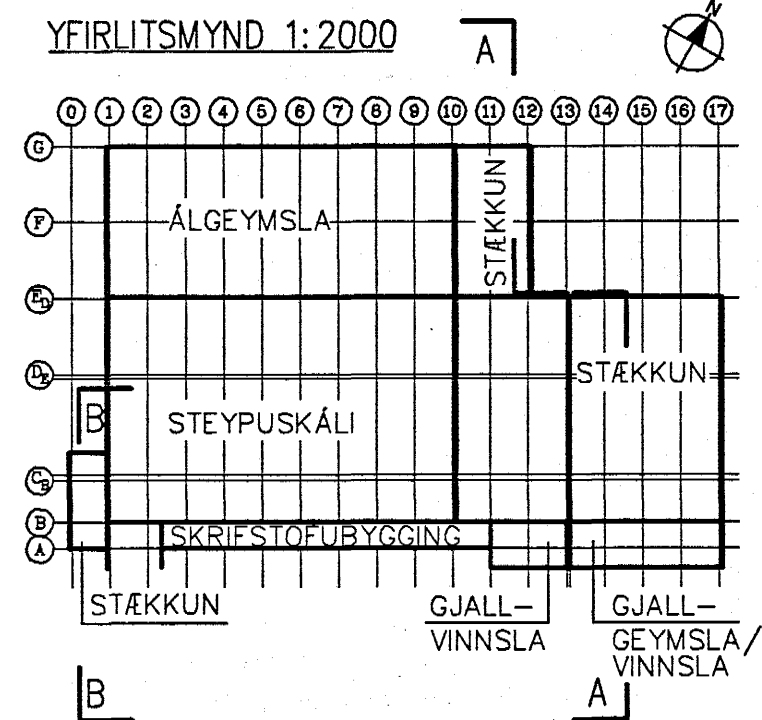 YFIRLITSMYND 1:2000
A
N
0 1 2 3 4 5 6 7 8 9 10 11 12 13 14 15 16 17
G
STÆKKUN
F
ÁLGEYMSLA
E D
D E
STÆKKUN
B
STEYPUSKÁLI
C B
B
SKRIFSTOFUBYGGING
A
STÆKKUN
GJALL-
VINNSLA
GJALL-
GEYMSLA/
VINNSLA
B
A